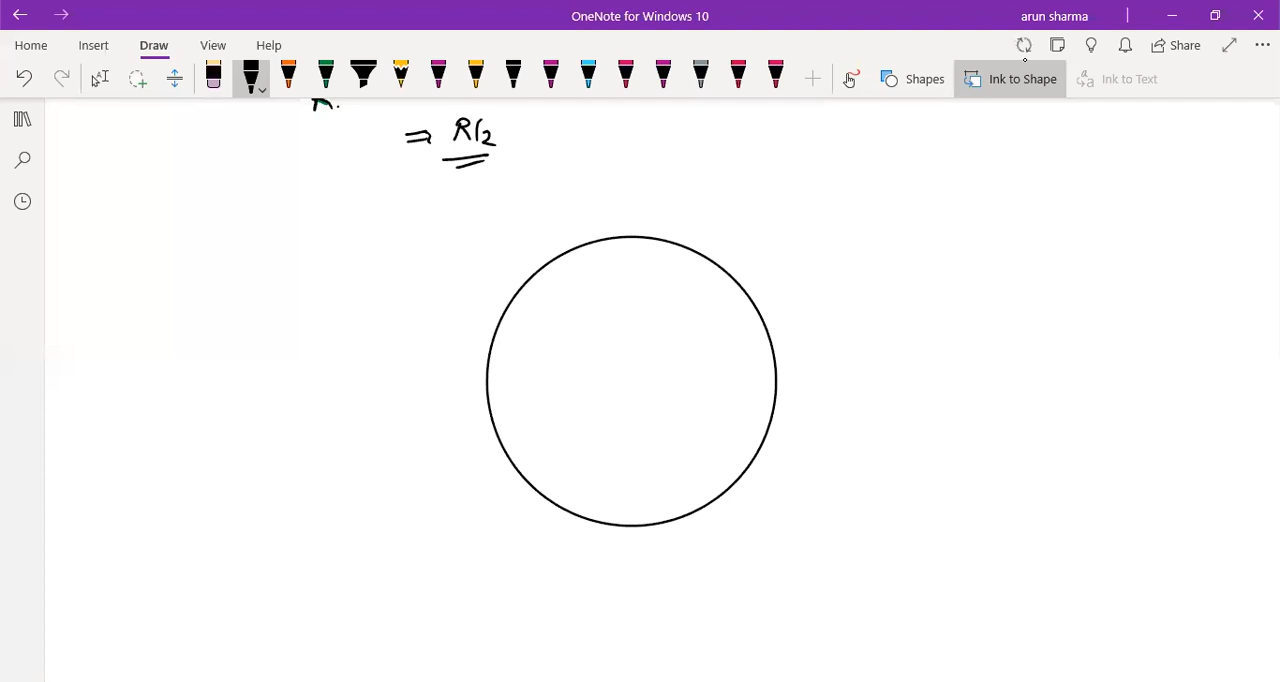 OneNote for Windows 10
arun sharma
Home Insert Draw View Help
Share
Shapes
Ink to Shape
Ink to Text
⇒